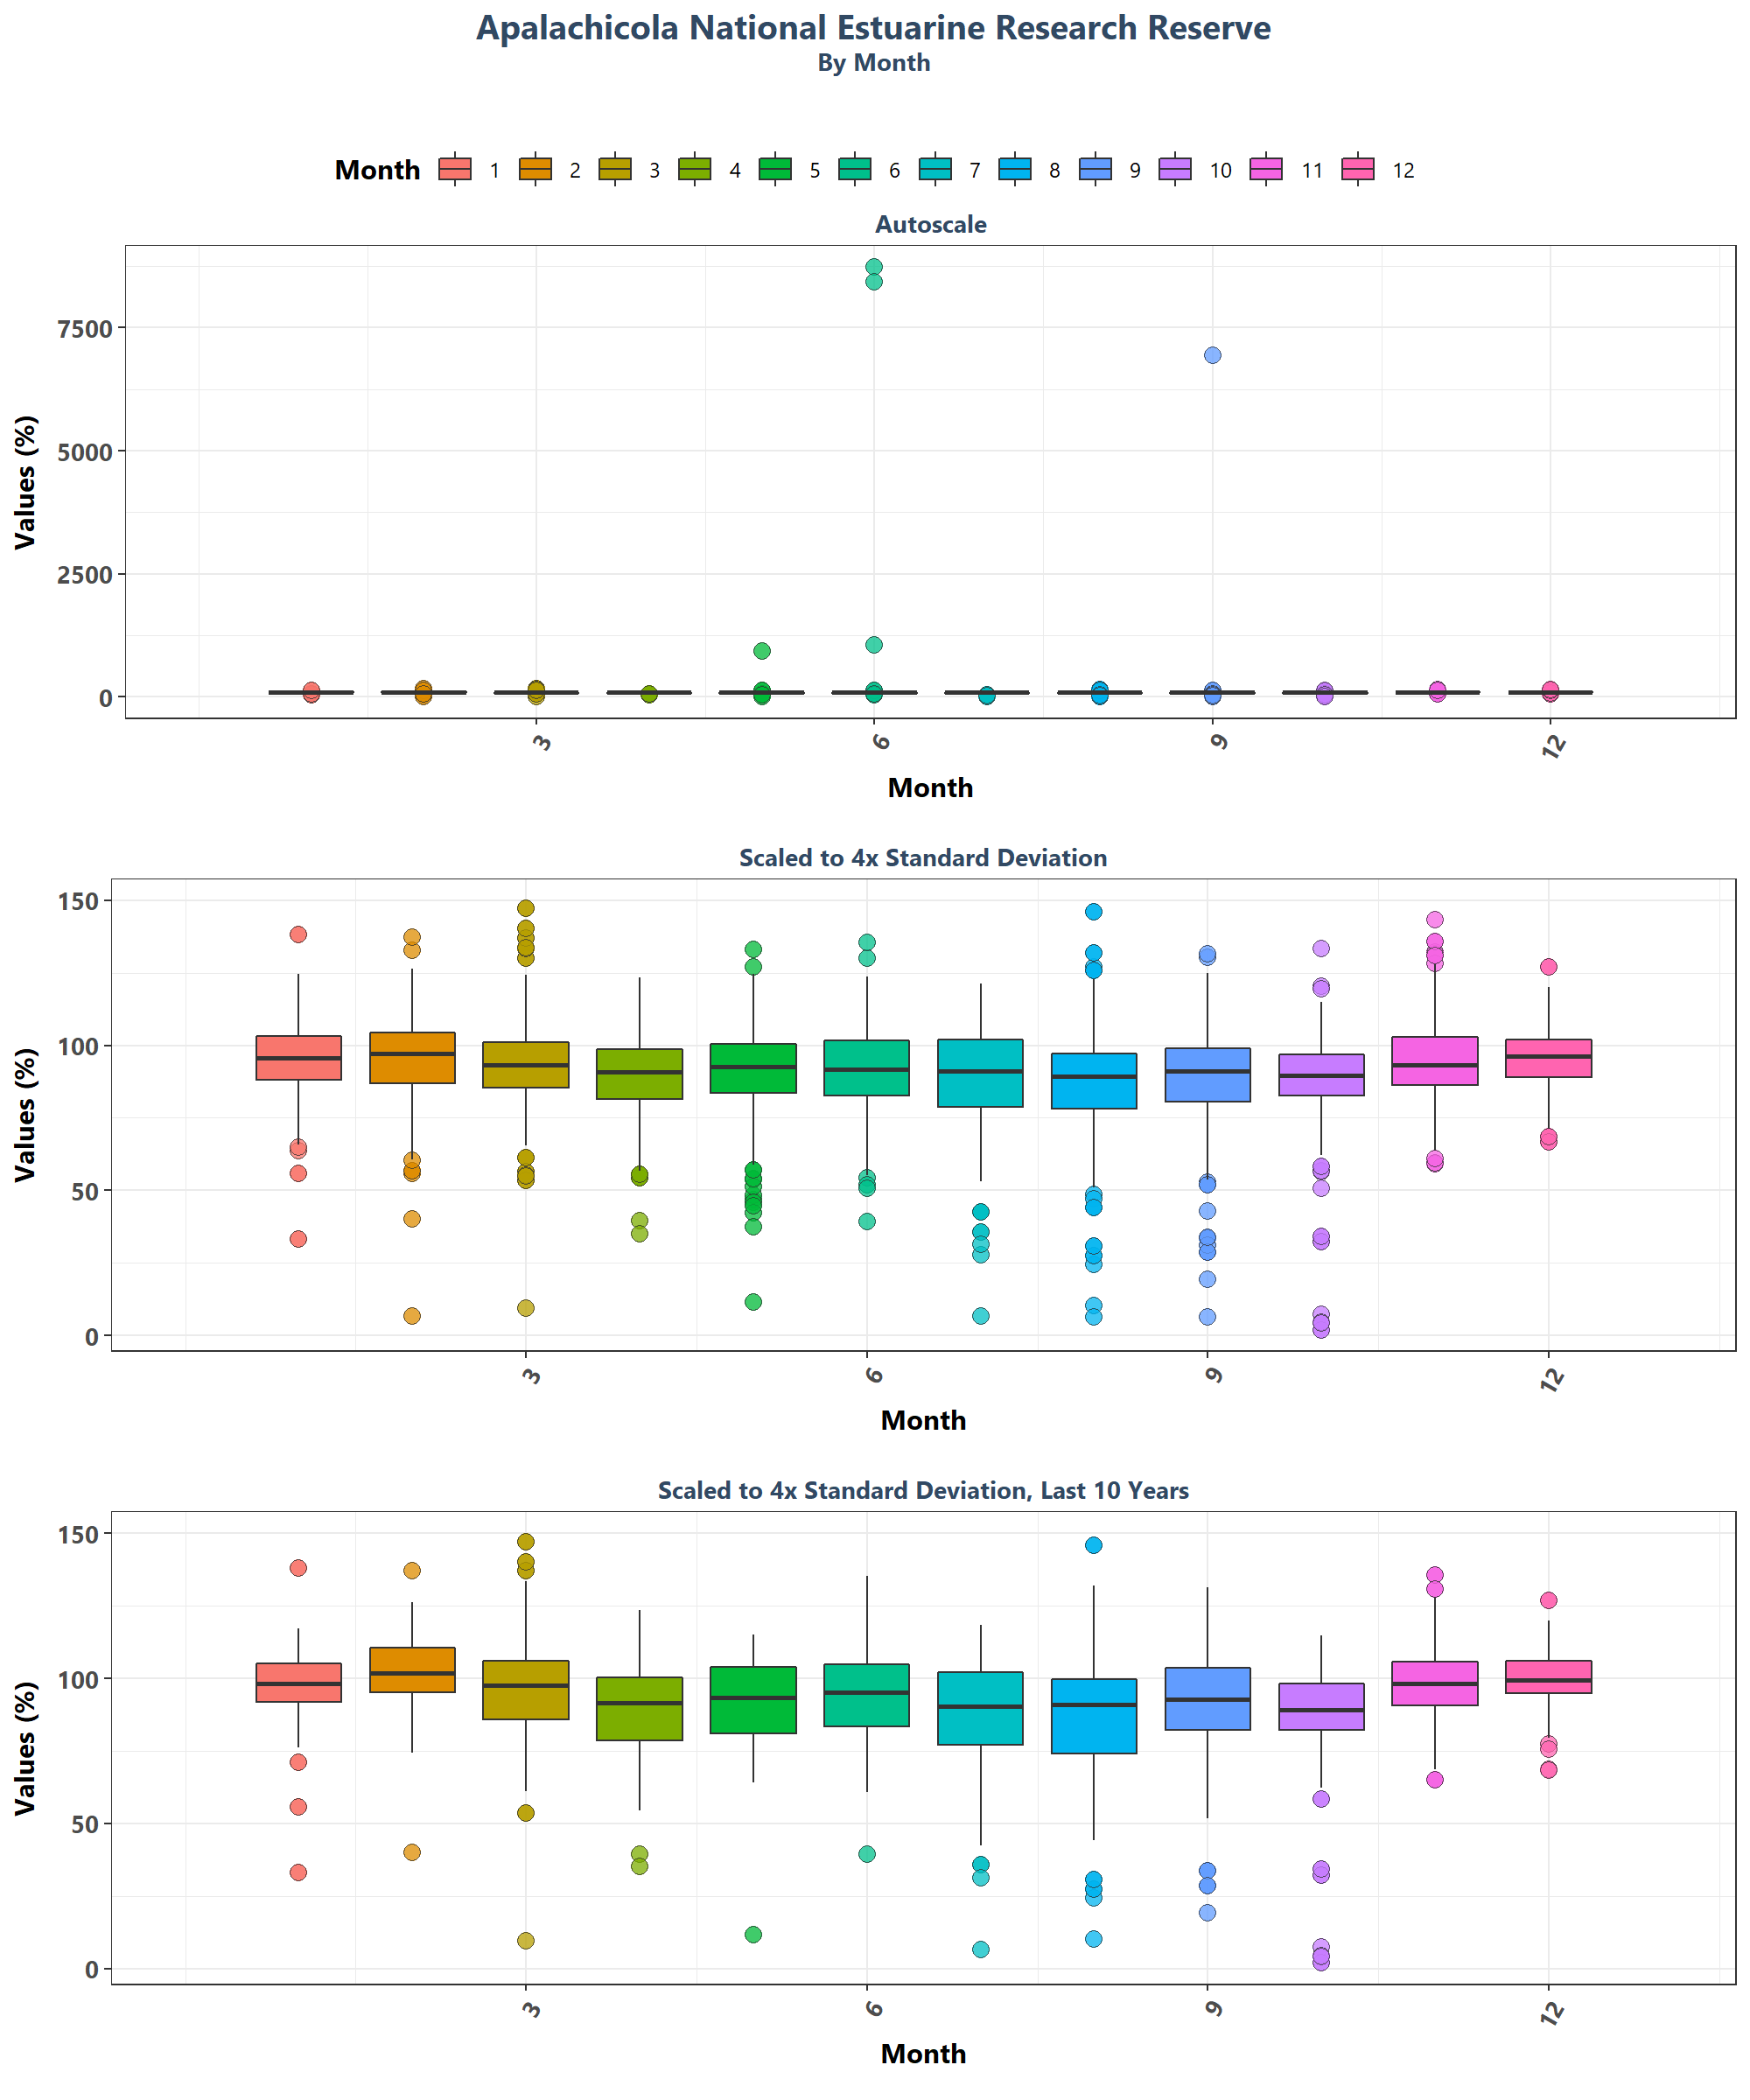 Apalachicola National Estuarine Research Reserve
By Month
Month 1 2 3 4 5 6 7 8 9 10 11 12
Autoscale
Values (%)
7500
5000
2500
0
3 6 9 12
Month
Scaled to 4x Standard Deviation
Values (%)
150
100
50
0
3 6 9 12
Month
Scaled to 4x Standard Deviation, Last 10 Years
Values (%)
150
100
50
0
3 6 9 12
Month